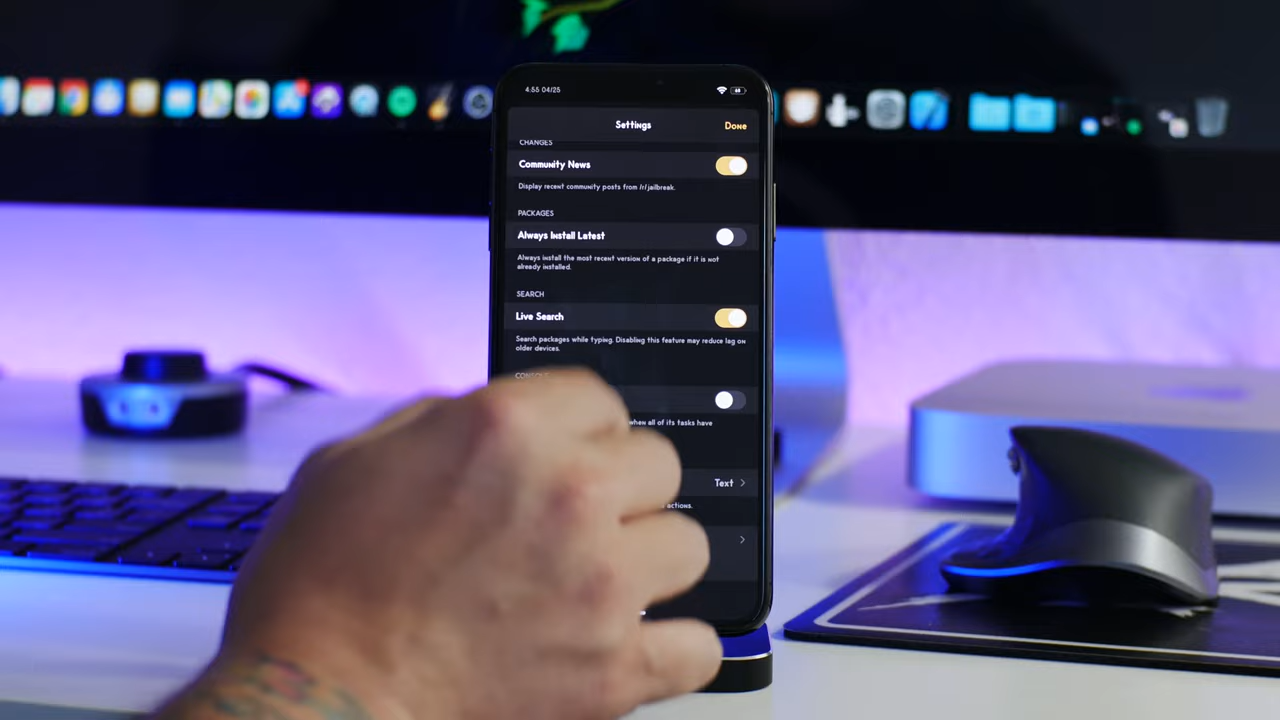 4:55 04/25
68
Settings
Done
CHANGES
Community News
Display recent community posts from /r/jailbreak.
PACKAGES
Always Install Latest
Always install the most recent version of a package if it is not
already installed.
SEARCH
Live Search
Search packages while typing. Disabling this feature may reduce lag on
older devices.
when all of its tasks have
Text
actions.